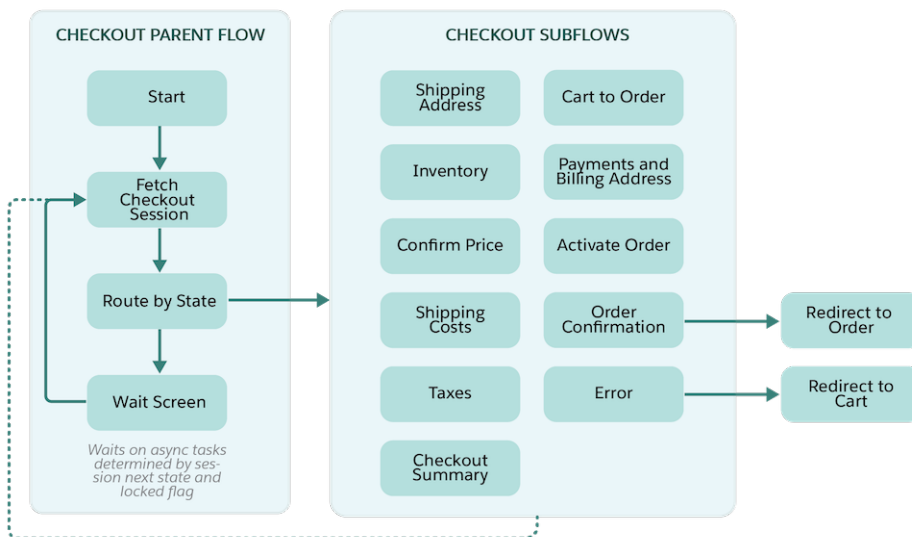 CHECKOUT PARENT FLOW
Start
Fetch
Checkout
Session
Route by State
Wait Screen
Waits on async tasks
determined by ses-
sion next state and
locked flag
CHECKOUT SUBFLOWS
Shipping
Address
Cart to Order
Inventory
Payments and
Billing Address
Confirm Price
Activate Order
Shipping
Costs
Order
Confirmation
Taxes
Error
Checkout
Summary
Redirect to
Order
Redirect to
Cart